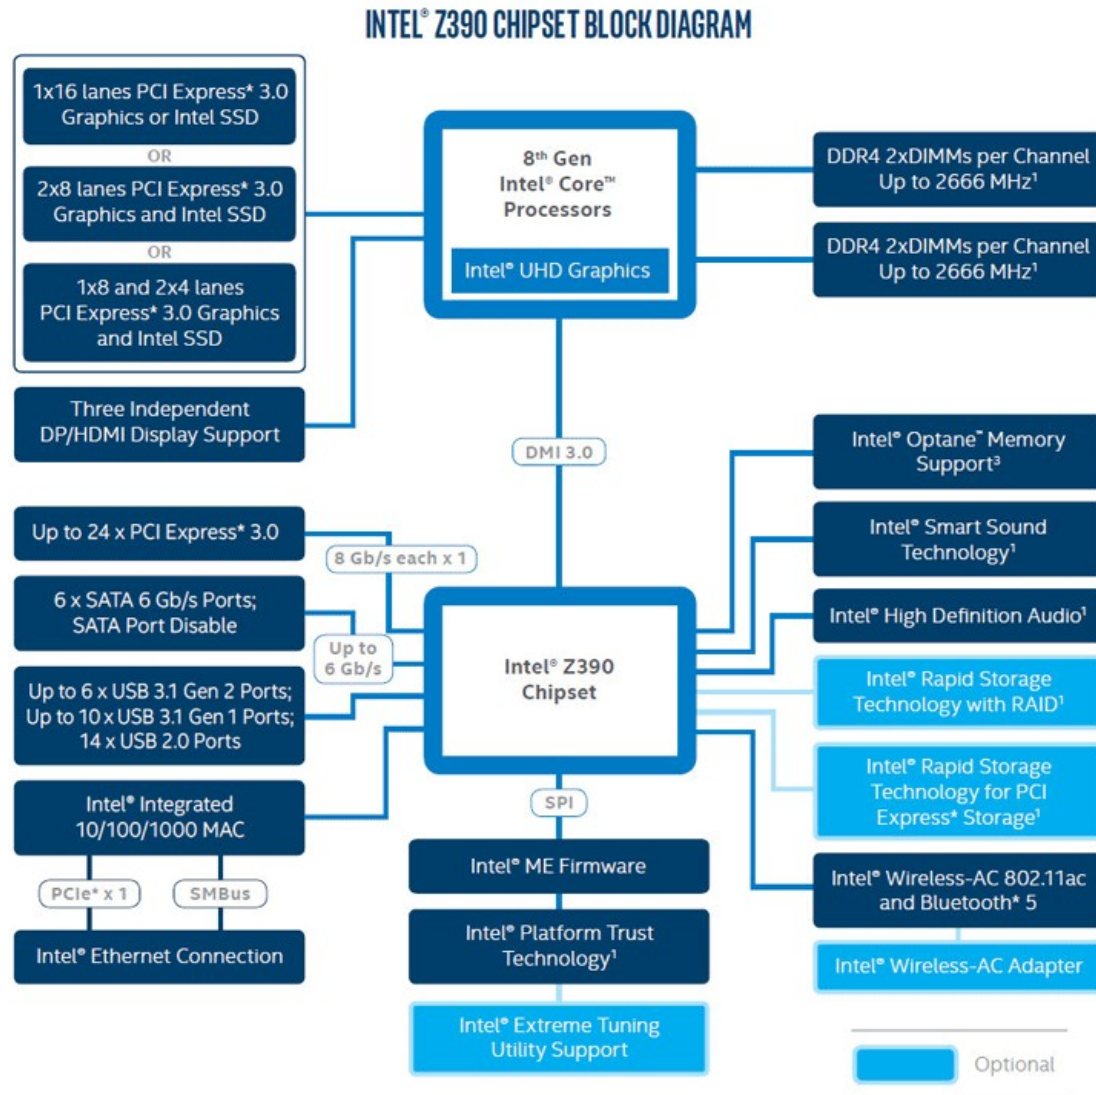 INTEL® Z390 CHIPSET BLOCK DIAGRAM
1x16 lanes PCI Express* 3.0
Graphics or Intel SSD
OR
2x8 lanes PCI Express* 3.0
Graphics and Intel SSD
OR
1x8 and 2x4 lanes
PCI Express* 3.0 Graphics
and Intel SSD
Three Independent
DP/HDMI Display Support
8th Gen
Intel® Core™
Processors
Intel® UHD Graphics
DDR4 2xDIMMs per Channel
Up to 2666 MHz¹
DDR4 2xDIMMs per Channel
Up to 2666 MHz¹
DMI 3.0
Up to 24 x PCI Express* 3.0
8 Gb/s each x 1
6 x SATA 6 Gb/s Ports;
SATA Port Disable
Up to
6 Gb/s
Up to 6 x USB 3.1 Gen 2 Ports;
Up to 10 x USB 3.1 Gen 1 Ports;
14 x USB 2.0 Ports
Intel® Integrated
10/100/1000 MAC
PCIe* x 1
SMBus
Intel® Ethernet Connection
Intel® Z390
Chipset
SPI
Intel® ME Firmware
Intel® Platform Trust
Technology¹
Intel® Extreme Tuning
Utility Support
Intel® Optane™ Memory
Support³
Intel® Smart Sound
Technology¹
Intel® High Definition Audio¹
Intel® Rapid Storage
Technology with RAID¹
Intel® Rapid Storage
Technology for PCI
Express* Storage¹
Intel® Wireless-AC 802.11ac
and Bluetooth* 5
Intel® Wireless-AC Adapter
Optional